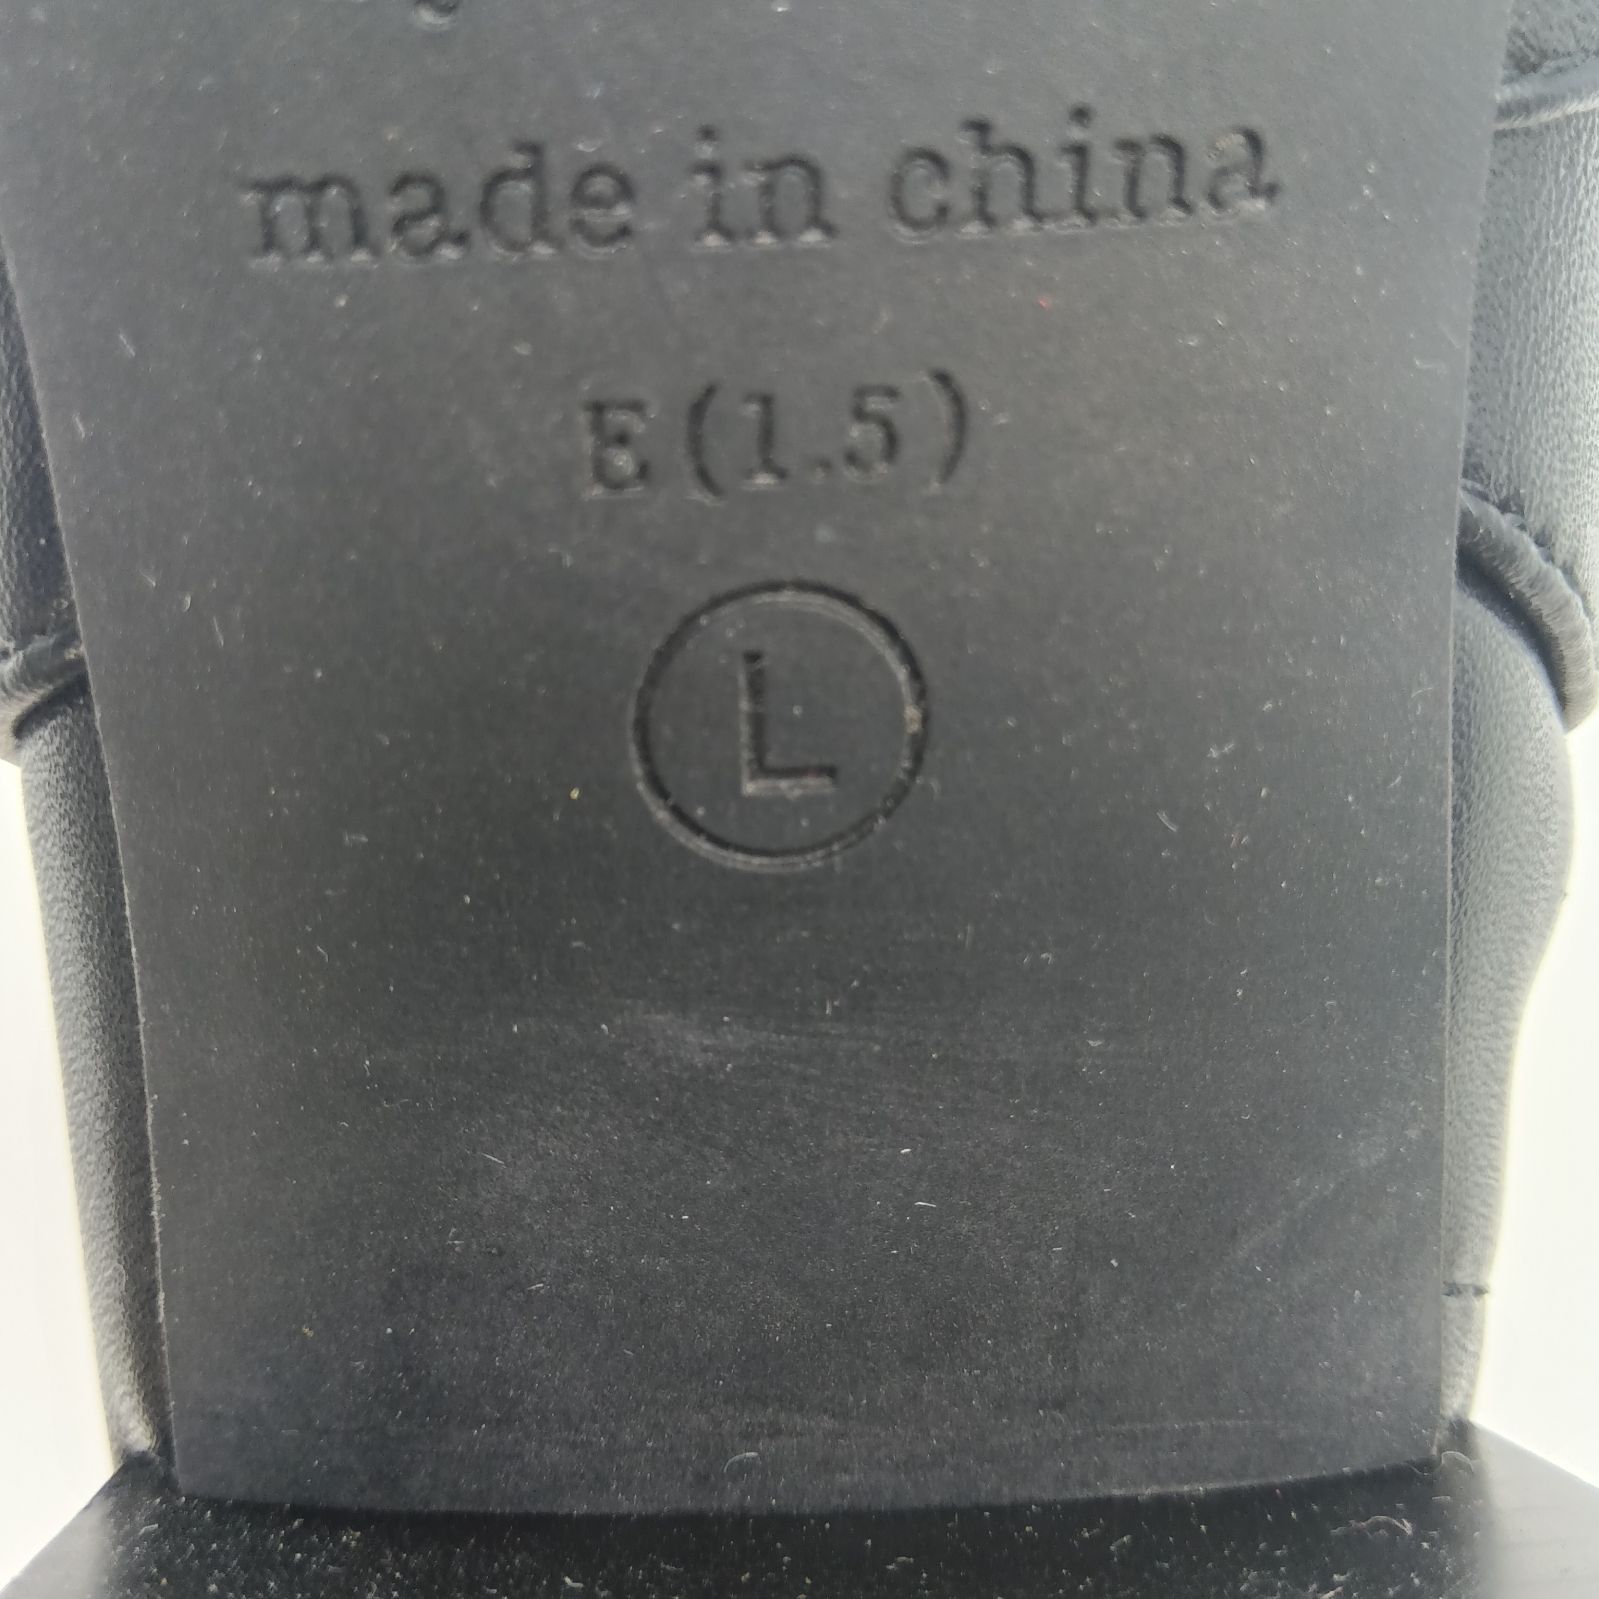 made in china
E(1.5)
L